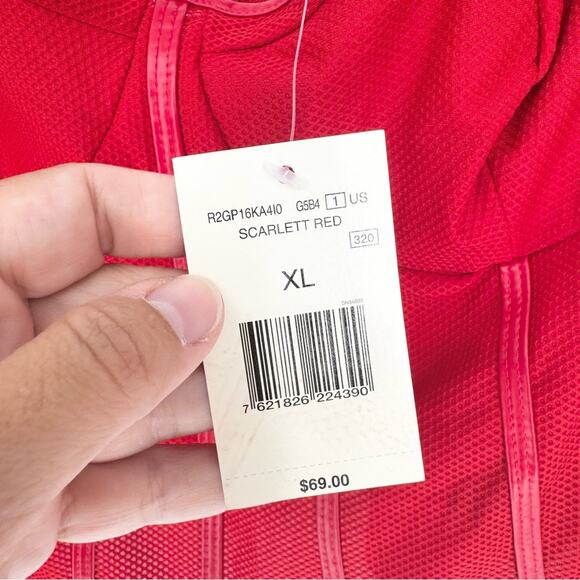 R2GP16KA4I0 G5B4 1 US
SCARLETT RED
320
XL
7 621826 224390
$69.00